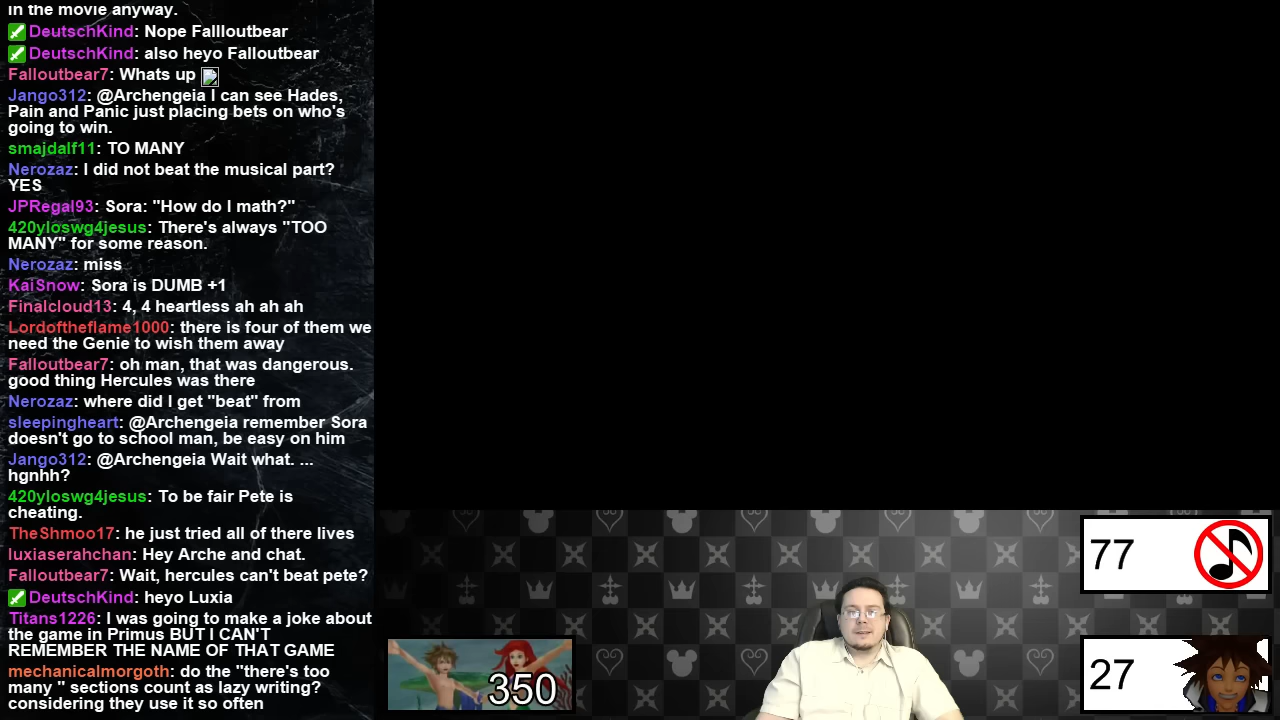 in the movie anyway.
DeutschKind: Nope Fallloutbear
DeutschKind: also heyo Falloutbear
Falloutbear7: Whats up
Jango312: @Archengeia I can see Hades,
Pain and Panic just placing bets on who's
going to win.
smajdalf11: TO MANY
Nerozaz: I did not beat the musical part?
YES
JPRegal93: Sora: "How do I math?"
420yloswg4jesus: There's always "TOO
MANY" for some reason.
Nerozaz: miss
KaiSnow: Sora is DUMB +1
Finalcloud13: 4, 4 heartless ah ah ah
Lordoftheflame1000: there is four of them we
need the Genie to wish them away
Falloutbear7: oh man, that was dangerous.
good thing Hercules was there
Nerozaz: where did I get "beat" from
sleepingheart: @Archengeia remember Sora
doesn't go to school man, be easy on him
Jango312: @Archengeia Wait what. ...
hgnhh?
420yloswg4jesus: To be fair Pete is
cheating.
TheShmoo17: he just tried all of there lives
luxiaserahchan: Hey Arche and chat.
Falloutbear7: Wait, hercules can't beat pete?
DeutschKind: heyo Luxia
Titans1226: I was going to make a joke about
the game in Primus BUT I CAN'T
REMEMBER THE NAME OF THAT GAME
mechanicalmorgoth: do the "there's too
many " sections count as lazy writing?
considering they use it so often
350
77
27